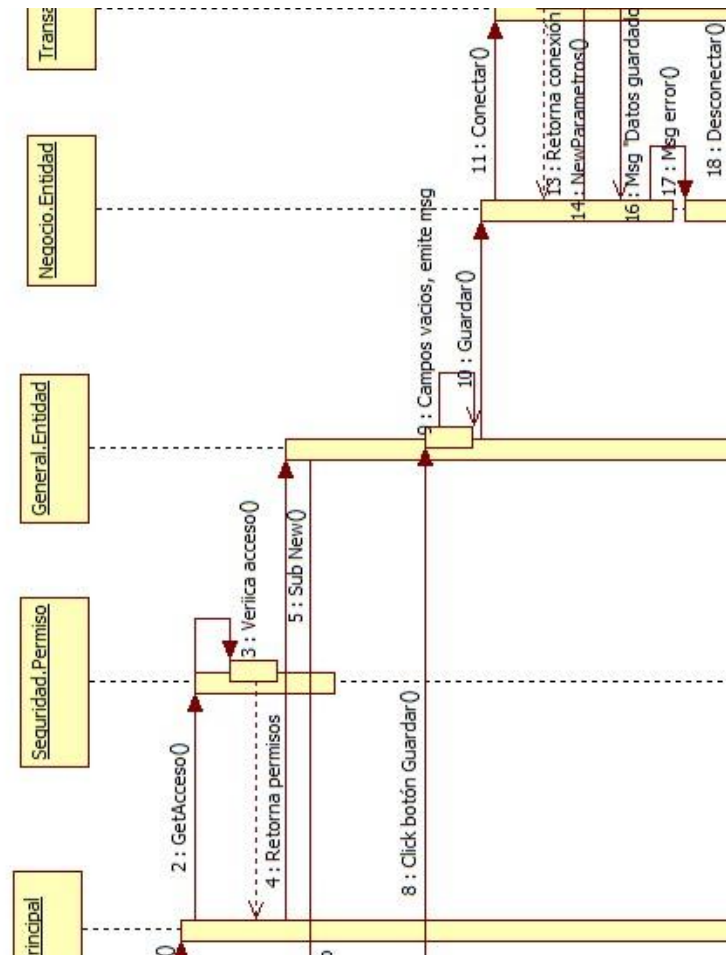 rincipal
Seguridad.Permiso
General.Entidad
Negocio.Entidad
Transa
2 : GetAcceso()
3 : Veriica acceso()
4 : Retorna permisos
5 : Sub New()
8 : Click botón Guardar()
9 : Campos vacios, emite msg
10 : Guardar()
11 : Conectar()
13 : Retorna conexión
14 : NewParametros()
16 : Msg "Datos guardado
17 : Msg error()
18 : Desconectar()